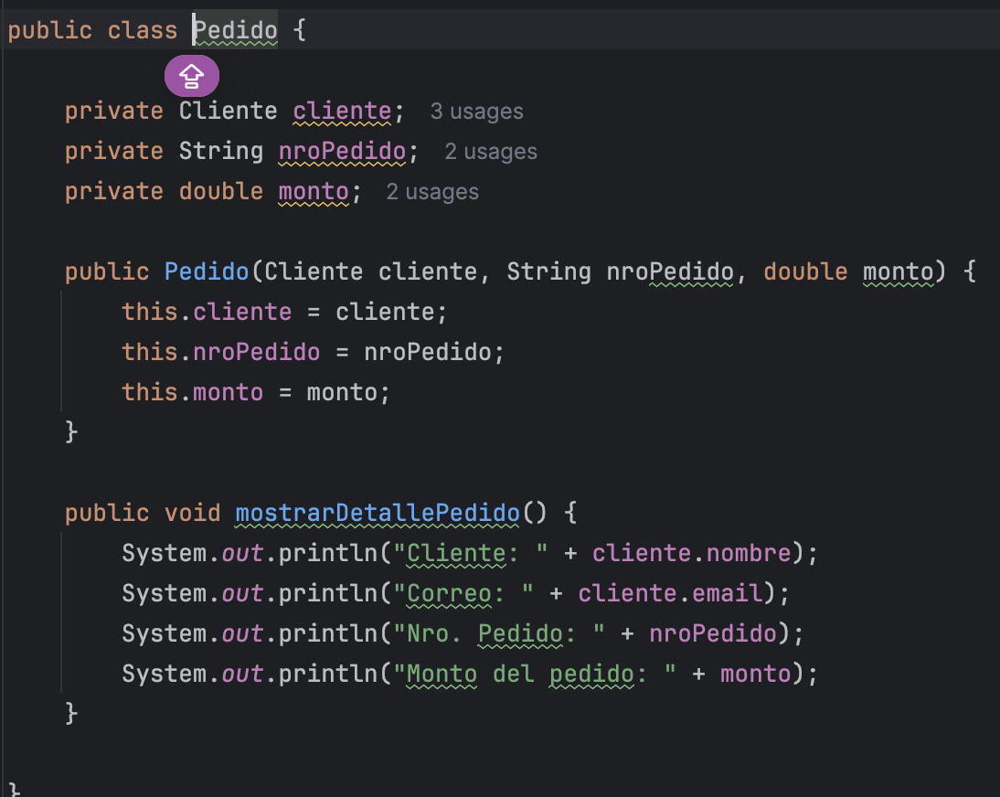 public class Pedido {
private Cliente cliente; 3 usages
private String nroPedido; 2 usages
private double monto; 2 usages
public Pedido(Cliente cliente, String nroPedido, double monto) {
this.cliente = cliente;
this.nroPedido = nroPedido;
this.monto = monto;
}
public void mostrarDetallePedido() {
System.out.println("Cliente: " + cliente.nombre);
System.out.println("Correo: " + cliente.email);
System.out.println("Nro. Pedido: " + nroPedido);
System.out.println("Monto del pedido: " + monto);
}
}